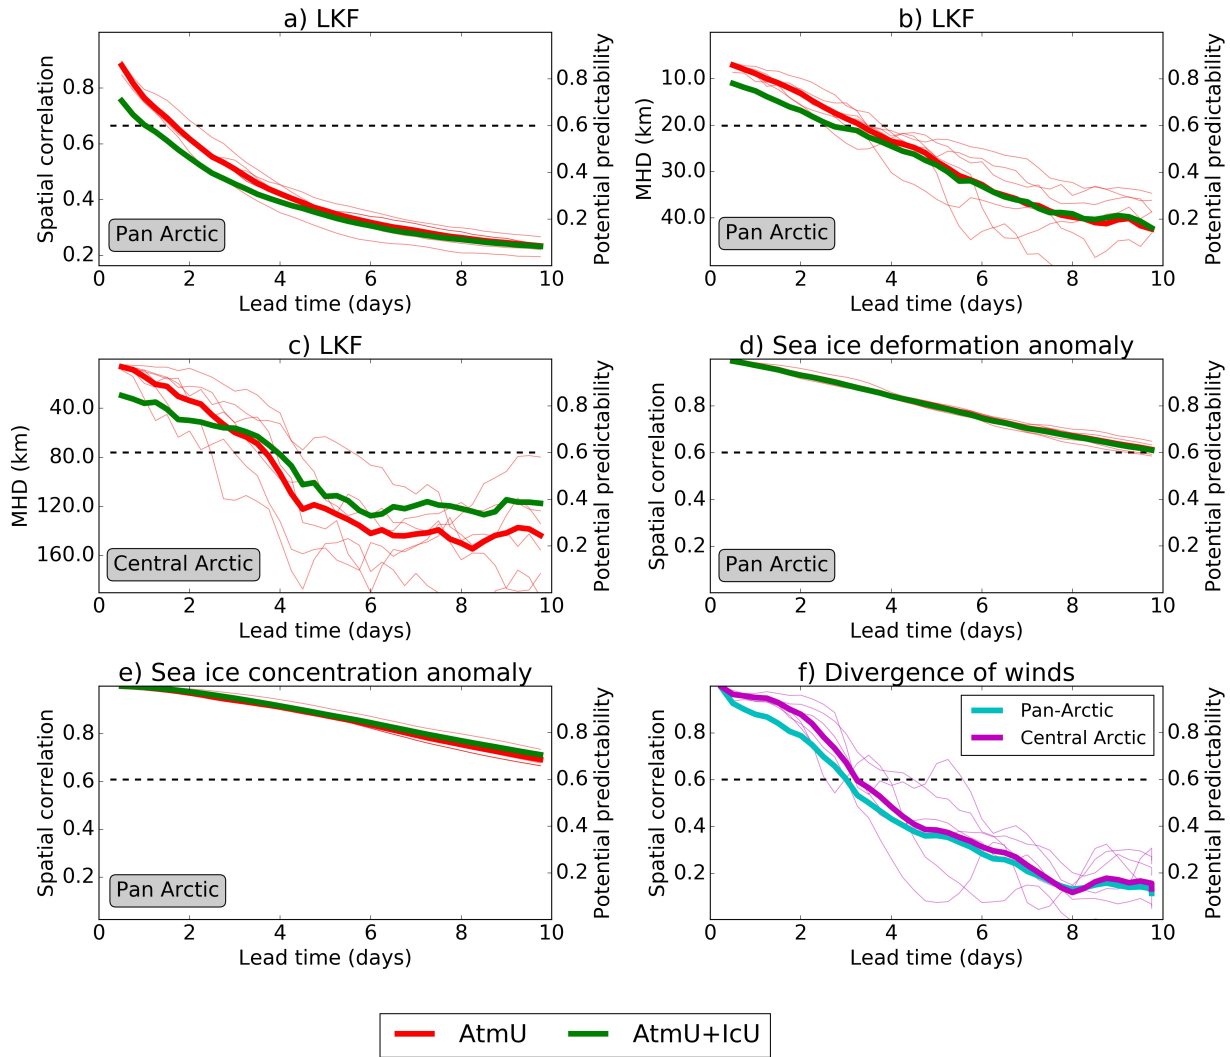 a) LKF
b) LKF
0.8
0.6
0.4
0.2
Spatial correlation
0.8
0.6
0.4
0.2
Potential predictability
Pan Arctic
0 2 4 6 8 10
Lead time (days)
10.0
20.0
30.0
40.0
MHD (km)
0.8
0.6
0.4
0.2
Potential predictability
Pan Arctic
0 2 4 6 8 10
Lead time (days)
c) LKF
d) Sea ice deformation anomaly
40.0
80.0
120.0
160.0
MHD (km)
0.8
0.6
0.4
0.2
Potential predictability
Central Arctic
0 2 4 6 8 10
Lead time (days)
0.8
0.6
0.4
0.2
Spatial correlation
0.8
0.6
0.4
0.2
Potential predictability
Pan Arctic
0 2 4 6 8 10
Lead time (days)
e) Sea ice concentration anomaly
f) Divergence of winds
0.8
0.6
0.4
0.2
Spatial correlation
0.8
0.6
0.4
0.2
Potential predictability
Pan Arctic
0 2 4 6 8 10
Lead time (days)
0.8
0.6
0.4
0.2
Spatial correlation
0.8
0.6
0.4
0.2
Potential predictability
Pan-Arctic
Central Arctic
0 2 4 6 8 10
Lead time (days)
AtmU
AtmU+IcU